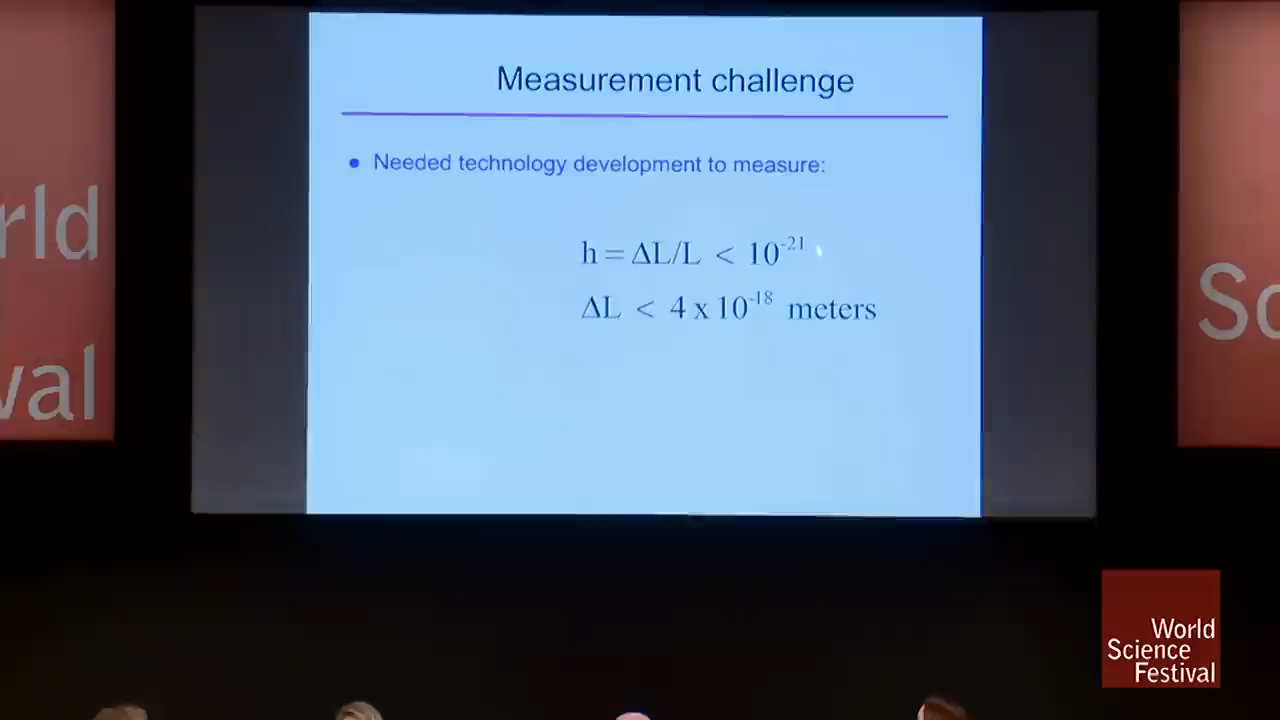 Measurement challenge
• Needed technology development to measure:
h = ΔL/L < 10⁻²¹
ΔL < 4 x 10⁻¹⁸ meters
rld
val
Sc
World
Science
Festival